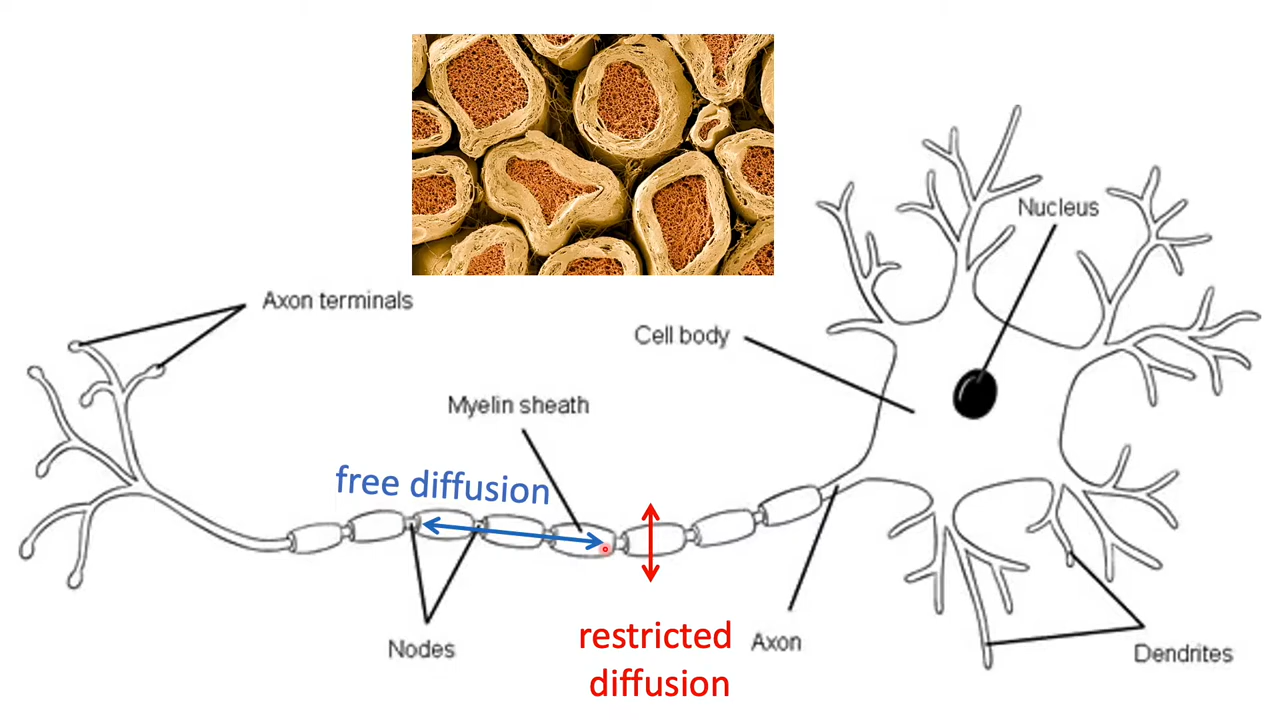 Nucleus
Axon terminals
Cell body
Myelin sheath
free diffusion
restricted
diffusion
Nodes
Axon
Dendrites